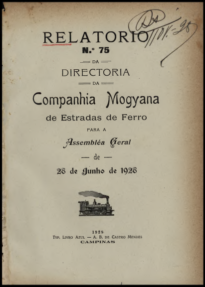 RELATORIO
N.º 75
DA
DIRECTORIA
DA
Companhia Mogyana
de Estradas de Ferro
PARA A
Assembléa Geral
de
26 de Junho de 1926
1926
CAMPINAS